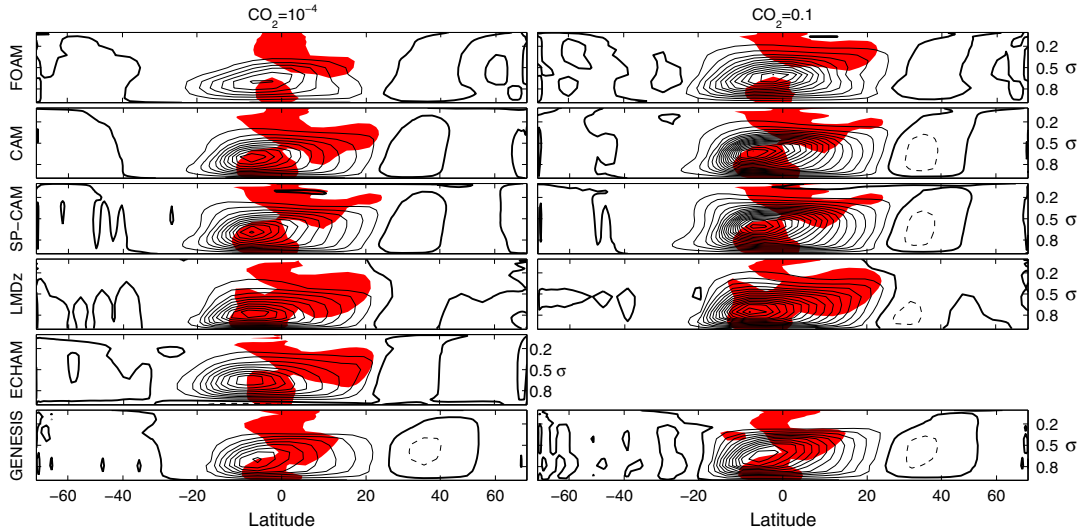 CO₂=10⁻⁴ CO₂=0.1
FOAM 0.2 0.5 0.8 σ
CAM 0.2 0.5 0.8 σ
SP−CAM 0.2 0.5 0.8 σ
LMDz 0.2 0.5 0.8 σ
ECHAM 0.2 0.5 0.8 σ
GENESIS 0.2 0.5 0.8 σ
−60 −40 −20 0 20 40 60 −60 −40 −20 0 20 40 60
Latitude Latitude